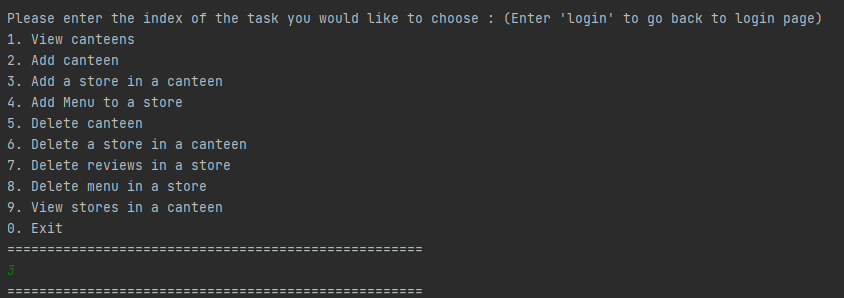 Please enter the index of the task you would like to choose : (Enter 'login' to go back to login page)
1. View canteens
2. Add canteen
3. Add a store in a canteen
4. Add Menu to a store
5. Delete canteen
6. Delete a store in a canteen
7. Delete reviews in a store
8. Delete menu in a store
9. View stores in a canteen
0. Exit
====================================================
3
====================================================